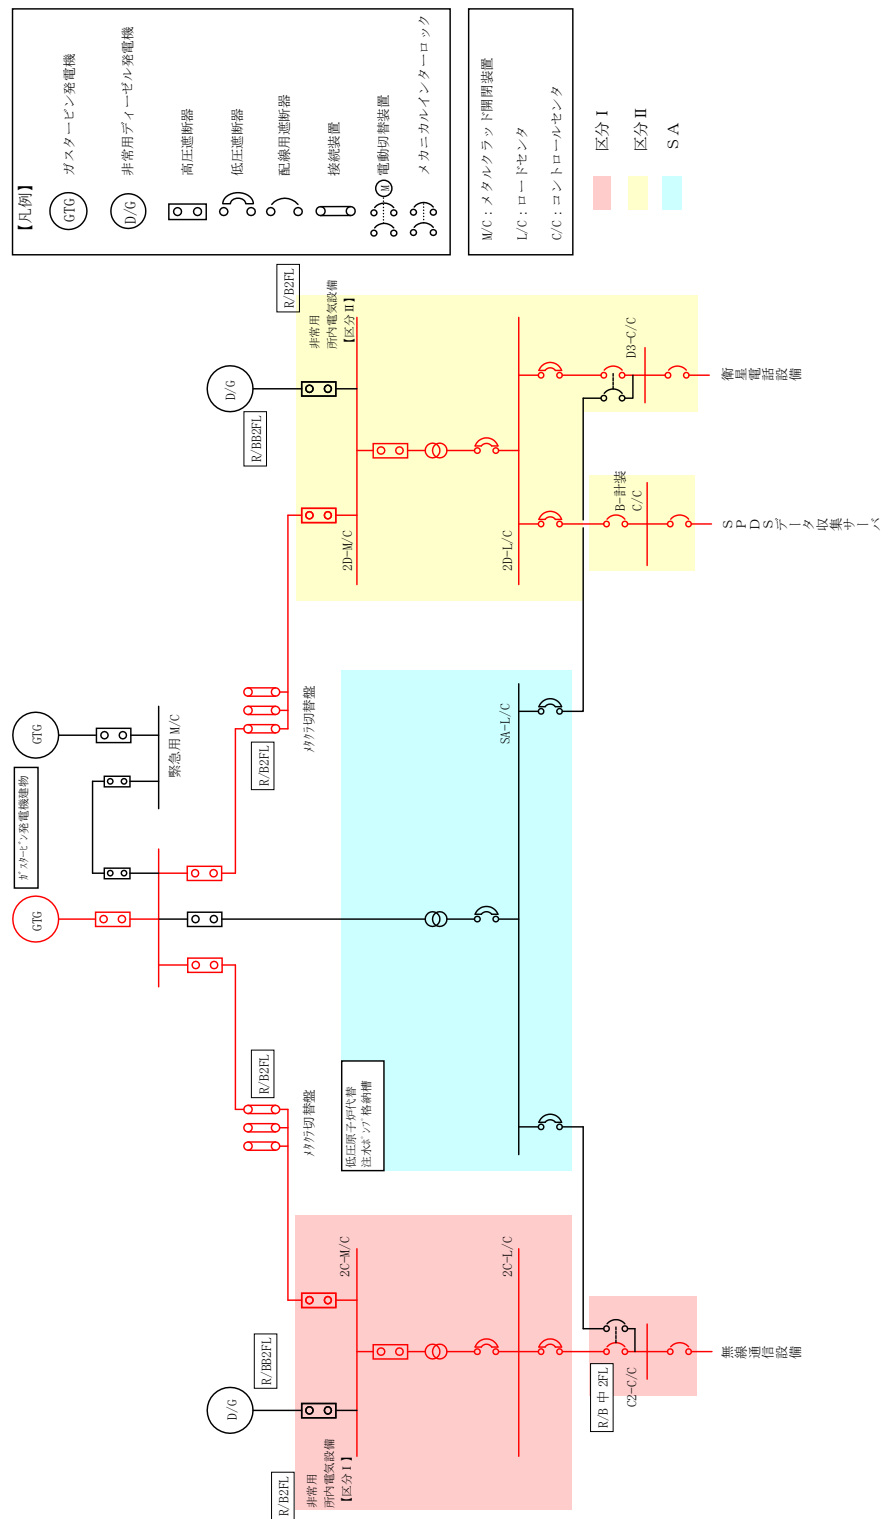 【凡例】
GTG
ガスタービン発電機
D/G
非常用ディーゼル発電機
高圧遮断器
低圧遮断器
配線用遮断器
接続装置
M
電動切替装置
メカニカルインターロック
M/C：メタルクラッド開閉装置
L/C：ロードセンタ
C/C：コントロールセンタ
区分Ⅰ
区分Ⅱ
ＳＡ
ｶﾞｽﾀｰﾋﾞﾝ発電機建物
GTG
GTG
緊急用 M/C
R/B2FL
ﾒﾀｸﾗ切替盤
R/B2FL
ﾒﾀｸﾗ切替盤
R/B2FL
非常用
所内電気設備
【区分Ⅱ】
D/G
R/BB2FL
2D-M/C
2D-L/C
D3-C/C
衛星電話設備
B-計装
C/C
ＳＰＤＳデータ収集サーバ
SA-L/C
低圧原子炉代替
注水ﾎﾟﾝﾌﾟ格納槽
R/B2FL
非常用
所内電気設備
【区分Ⅰ】
D/G
R/BB2FL
2C-M/C
2C-L/C
R/B 中 2FL
C2-C/C
無線通信設備